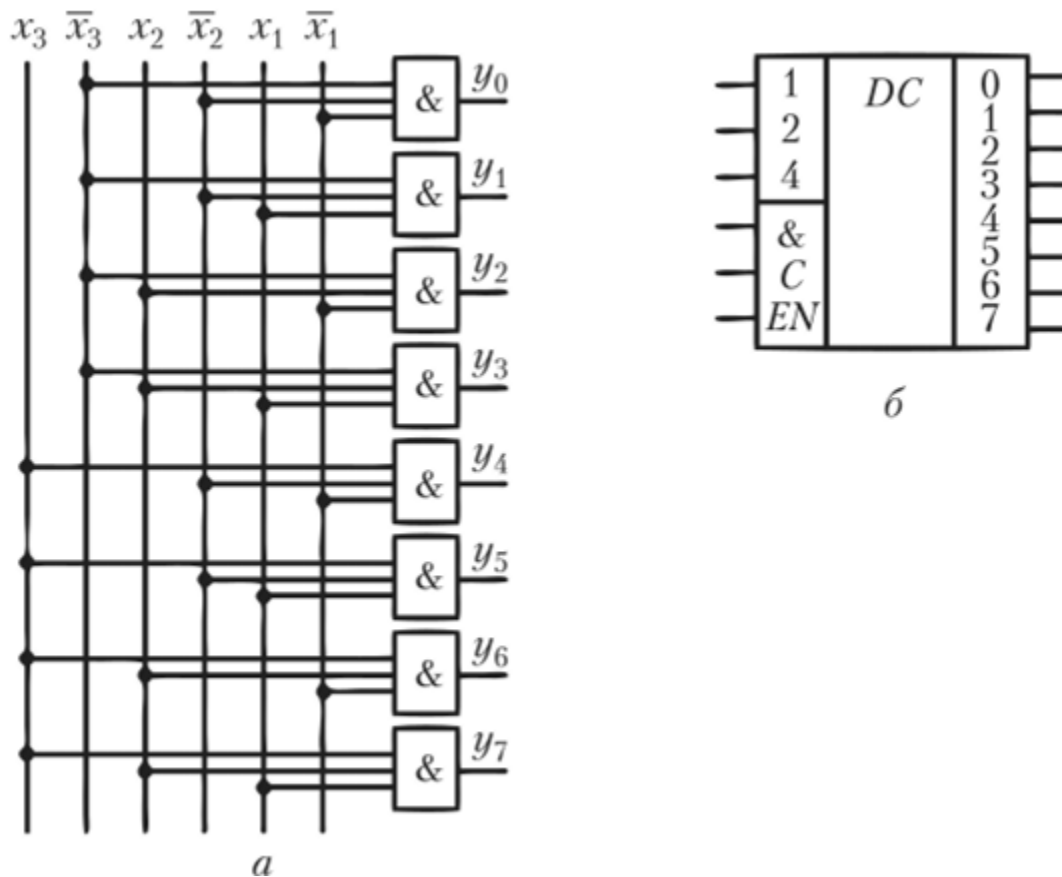 x₃ x̅₃ x₂ x̅₂ x₁ x̅₁
& y₀
& y₁
& y₂
& y₃
& y₄
& y₅
& y₆
& y₇
а
1 DC 0
1
2 2
3
4 4
& 5
C 6
EN 7
б